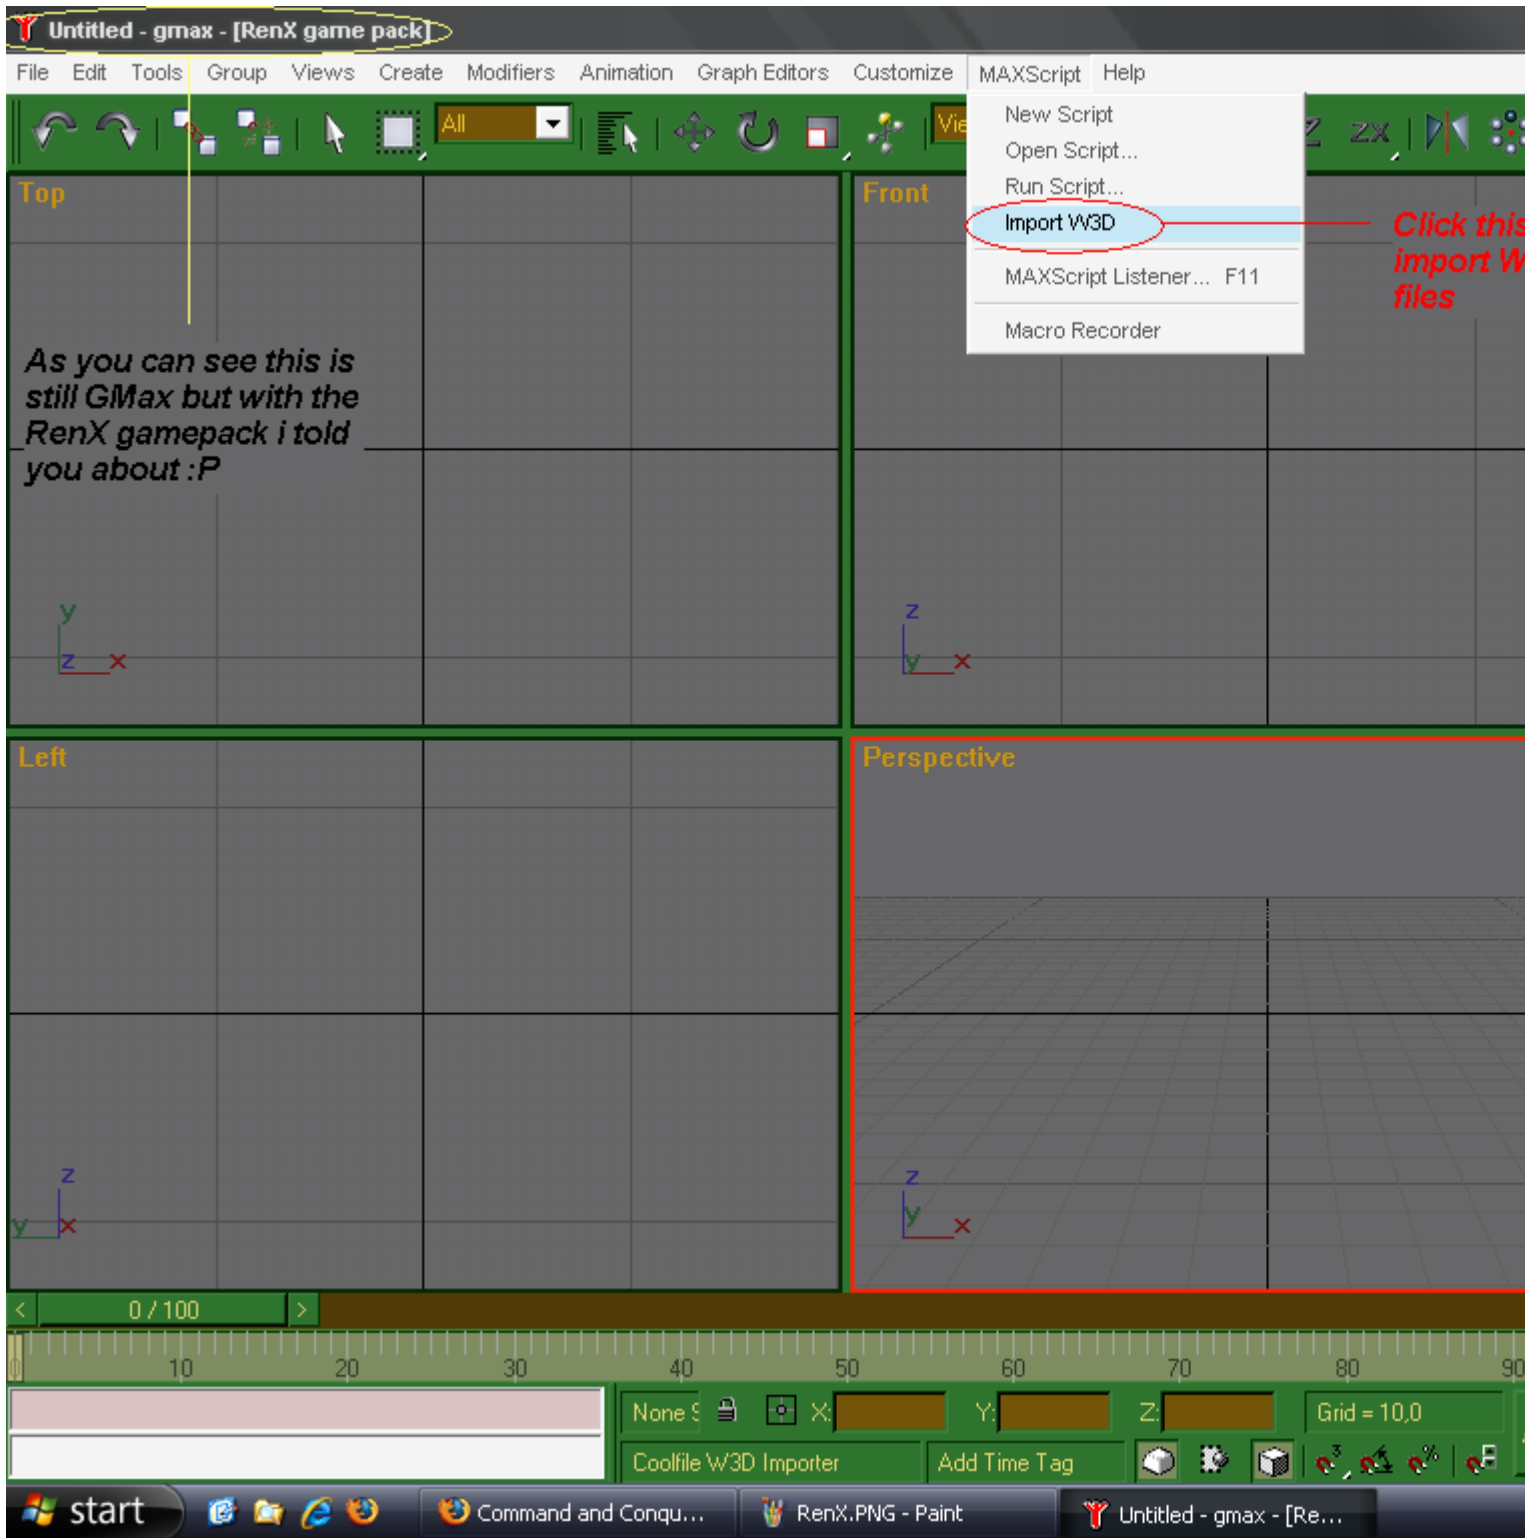 Untitled - gmax - [RenX game pack]
File Edit Tools Group Views Create Modifiers Animation Graph Editors Customize MAXScript Help
All
ZX
New Script
Open Script...
Run Script...
Import W3D
MAXScript Listener... F11
Macro Recorder
Top
Front
Click this
import W
files
As you can see this is
still GMax but with the
RenX gamepack i told
you about :P
y
z x
z
y x
Left
Perspective
z
y x
z
y x
< 0 / 100 >
0 10 20 30 40 50 60 70 80 90
None X: Y: Z: Grid = 10,0
Coolfile W3D Importer Add Time Tag
start Command and Conqu... RenX.PNG - Paint Untitled - gmax - [Re...